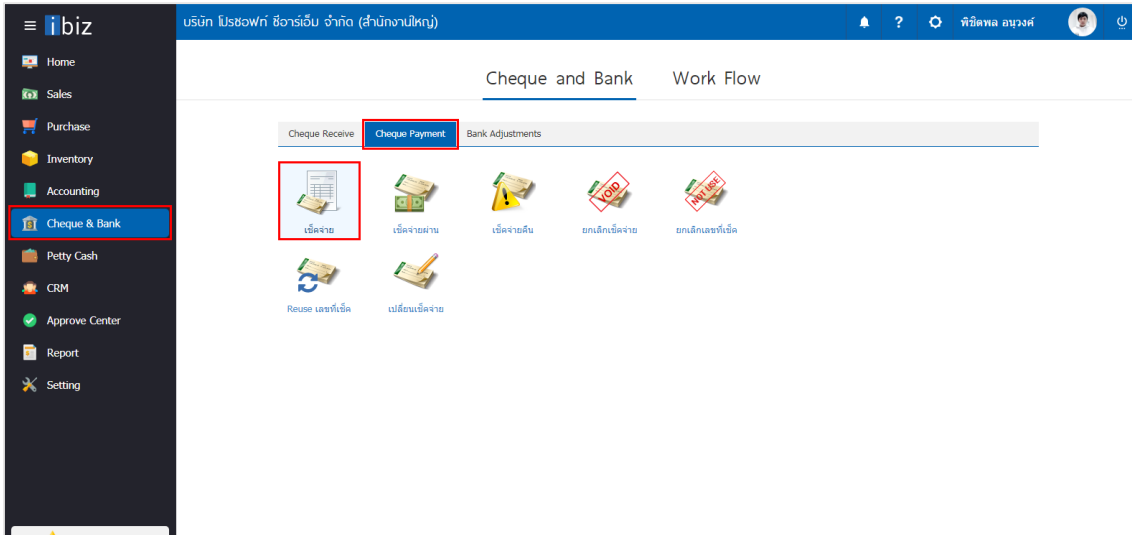 ibiz
บริษัท โปรซอฟท์ ซีอาร์เอ็ม จำกัด (สำนักงานใหญ่)
? พิชิตพล อนุวงค์
Home
Sales
Purchase
Inventory
Accounting
Cheque & Bank
Petty Cash
CRM
Approve Center
Report
Setting
Cheque and Bank Work Flow
Cheque Receive Cheque Payment Bank Adjustments
VOID NOT USE
เช็คจ่าย เช็คจ่ายผ่าน เช็คจ่ายคืน ยกเลิกเช็คจ่าย ยกเลิกเลขที่เช็ค
Reuse เลขที่เช็ค เปลี่ยนเช็คจ่าย